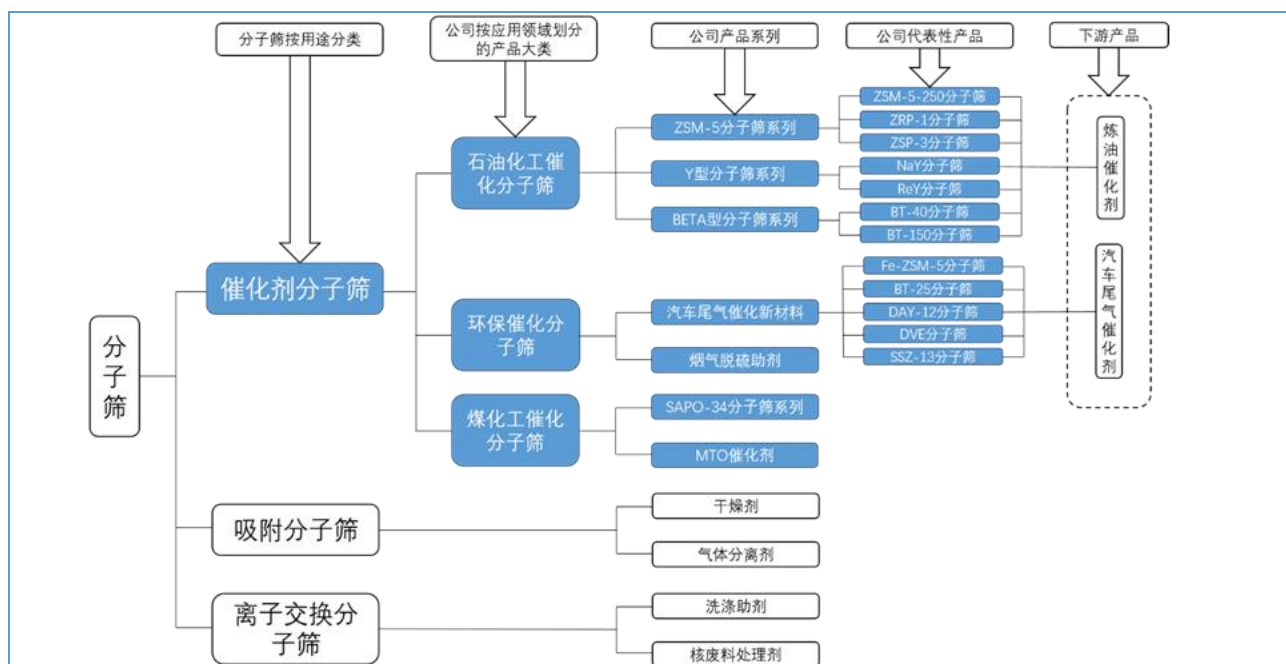 分子筛按用途分类
公司按应用领域划分
的产品大类
公司产品系列
公司代表性产品
下游产品
分子筛
催化剂分子筛
石油化工催
化分子筛
ZSM-5分子筛系列
ZSM-5-250分子筛
ZRP-1分子筛
ZSP-3分子筛
Y型分子筛系列
NaY分子筛
ReY分子筛
BETA型分子筛系列
BT-40分子筛
BT-150分子筛
炼油催化剂
环保催化分
子筛
汽车尾气催化新材料
Fe-ZSM-5分子筛
BT-25分子筛
DAY-12分子筛
DVE分子筛
SSZ-13分子筛
汽车尾气催化剂
烟气脱硫助剂
煤化工催化
分子筛
SAPO-34分子筛系列
MTO催化剂
吸附分子筛
干燥剂
气体分离剂
离子交换分
子筛
洗涤助剂
核废料处理剂